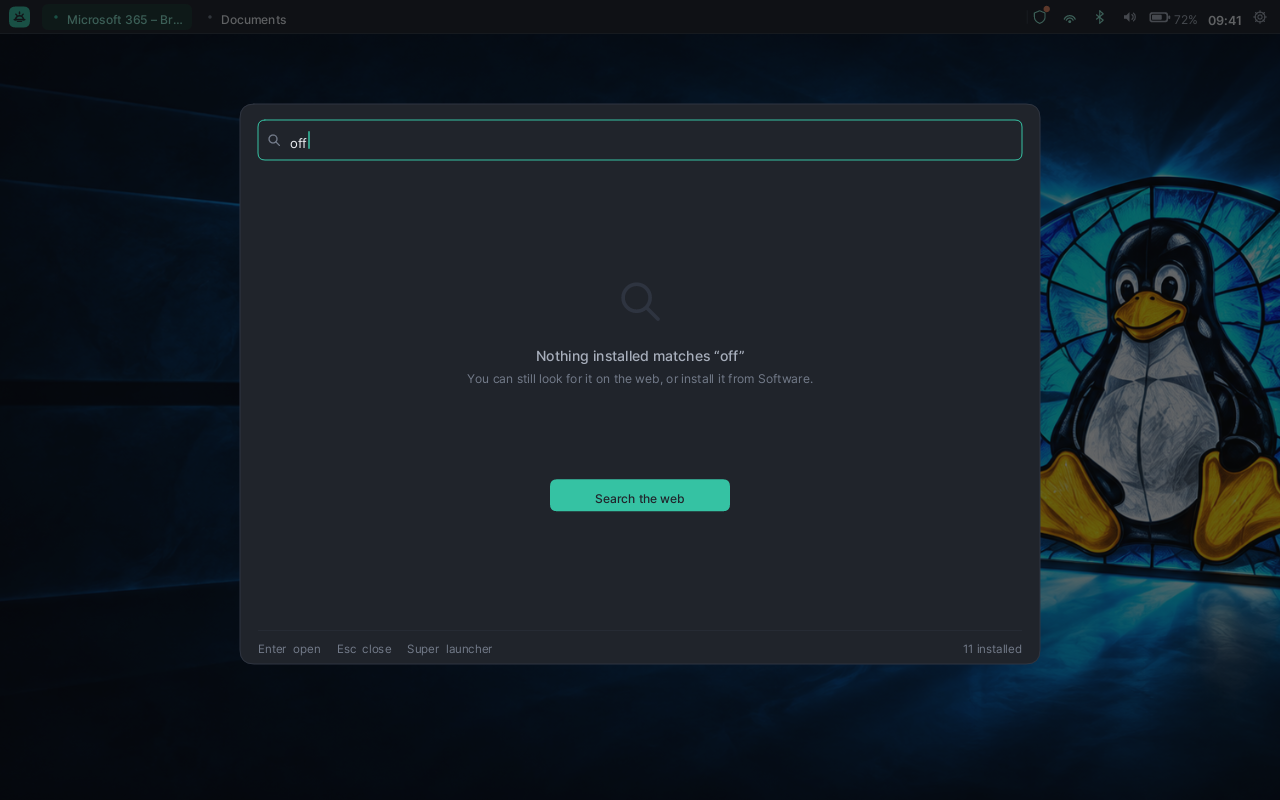 Microsoft 365 – Br...
Documents
72%
09:41
off
Nothing installed matches “off”
You can still look for it on the web, or install it from Software.
Search the web
Enter open Esc close Super launcher
11 installed